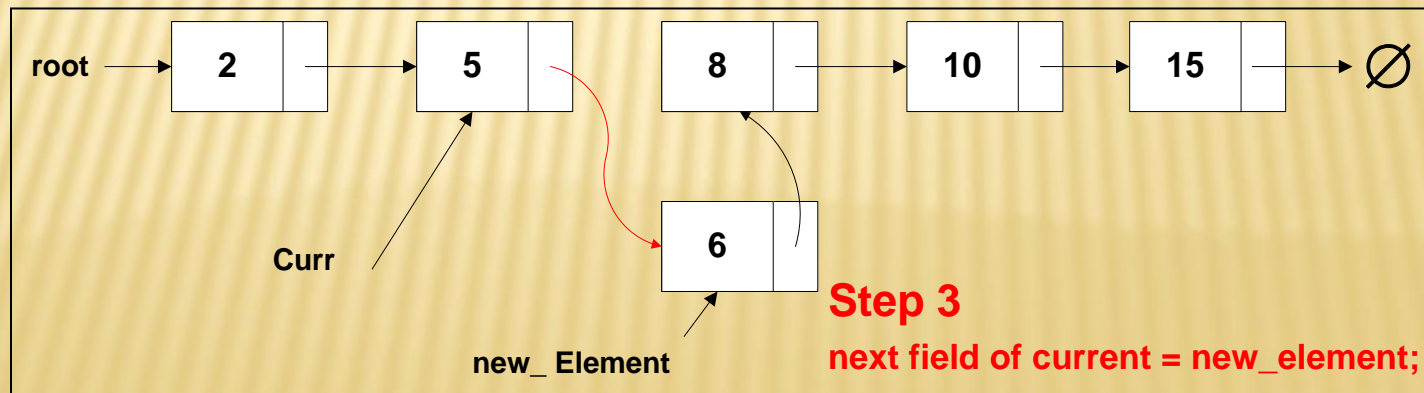 root 2 5 8 10 15 ∅
Curr
6
new_ Element
Step 3
next field of current = new_element;